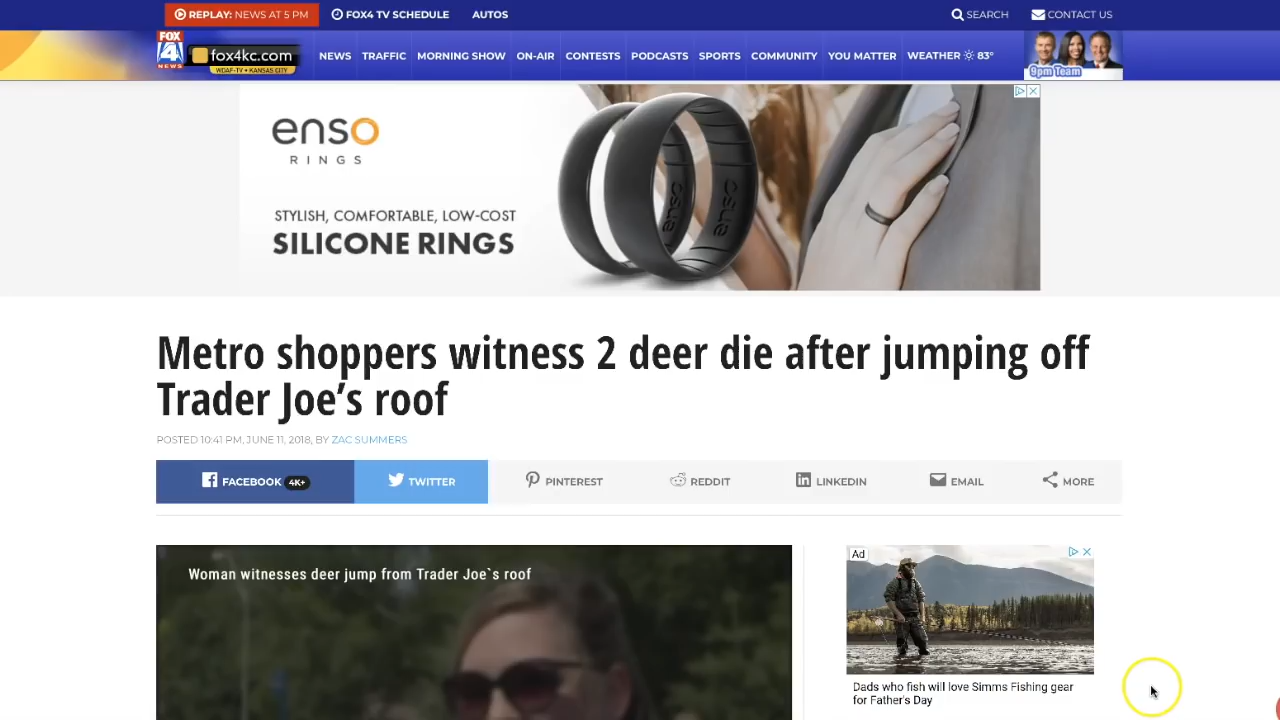 REPLAY: NEWS AT 5 PM
FOX4 TV SCHEDULE
AUTOS
SEARCH
CONTACT US
FOX
4
NEWS
fox4kc.com
WDAF-TV • KANSAS CITY
NEWS
TRAFFIC
MORNING SHOW
ON-AIR
CONTESTS
PODCASTS
SPORTS
COMMUNITY
YOU MATTER
WEATHER 83°
9pm Team
enso
RINGS
STYLISH, COMFORTABLE, LOW-COST
SILICONE RINGS
enso
enso
Metro shoppers witness 2 deer die after jumping off
Trader Joe’s roof
POSTED 10:41 PM, JUNE 11, 2018, BY ZAC SUMMERS
FACEBOOK 4K+
TWITTER
PINTEREST
REDDIT
LINKEDIN
EMAIL
MORE
Woman witnesses deer jump from Trader Joe`s roof
Ad
Dads who fish will love Simms Fishing gear
for Father's Day